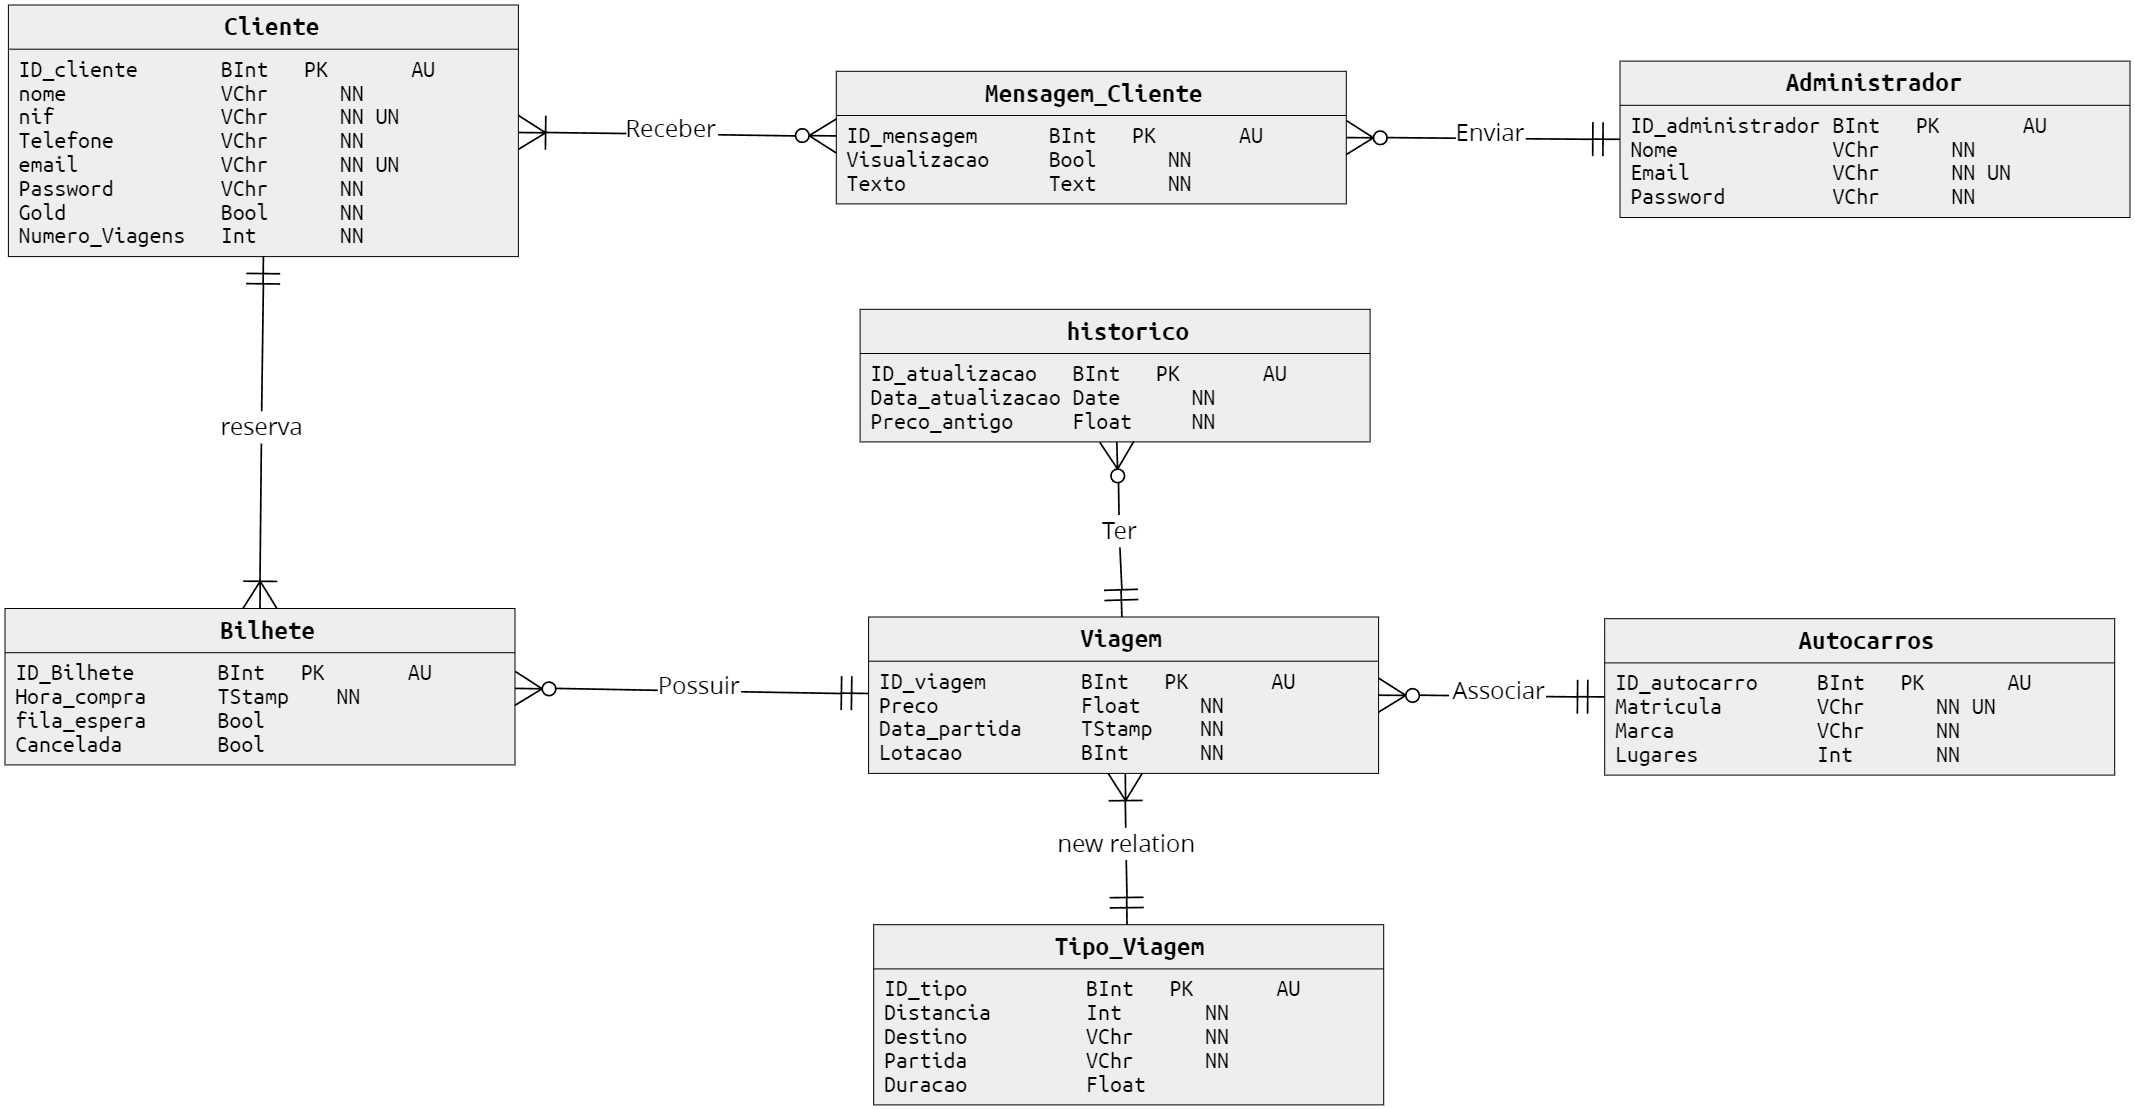 Cliente
ID_cliente BInt PK AU
nome VChr NN
nif VChr NN UN
Telefone VChr NN
email VChr NN UN
Password VChr NN
Gold Bool NN
Numero_Viagens Int NN
Receber
Mensagem_Cliente
ID_mensagem BInt PK AU
Visualizacao Bool NN
Texto Text NN
Enviar
Administrador
ID_administrador BInt PK AU
Nome VChr NN
Email VChr NN UN
Password VChr NN
historico
ID_atualizacao BInt PK AU
Data_atualizacao Date NN
Preco_antigo Float NN
reserva
Ter
Bilhete
ID_Bilhete BInt PK AU
Hora_compra TStamp NN
fila_espera Bool
Cancelada Bool
Possuir
Viagem
ID_viagem BInt PK AU
Preco Float NN
Data_partida TStamp NN
Lotacao BInt NN
Associar
Autocarros
ID_autocarro BInt PK AU
Matricula VChr NN UN
Marca VChr NN
Lugares Int NN
new relation
Tipo_Viagem
ID_tipo BInt PK AU
Distancia Int NN
Destino VChr NN
Partida VChr NN
Duracao Float